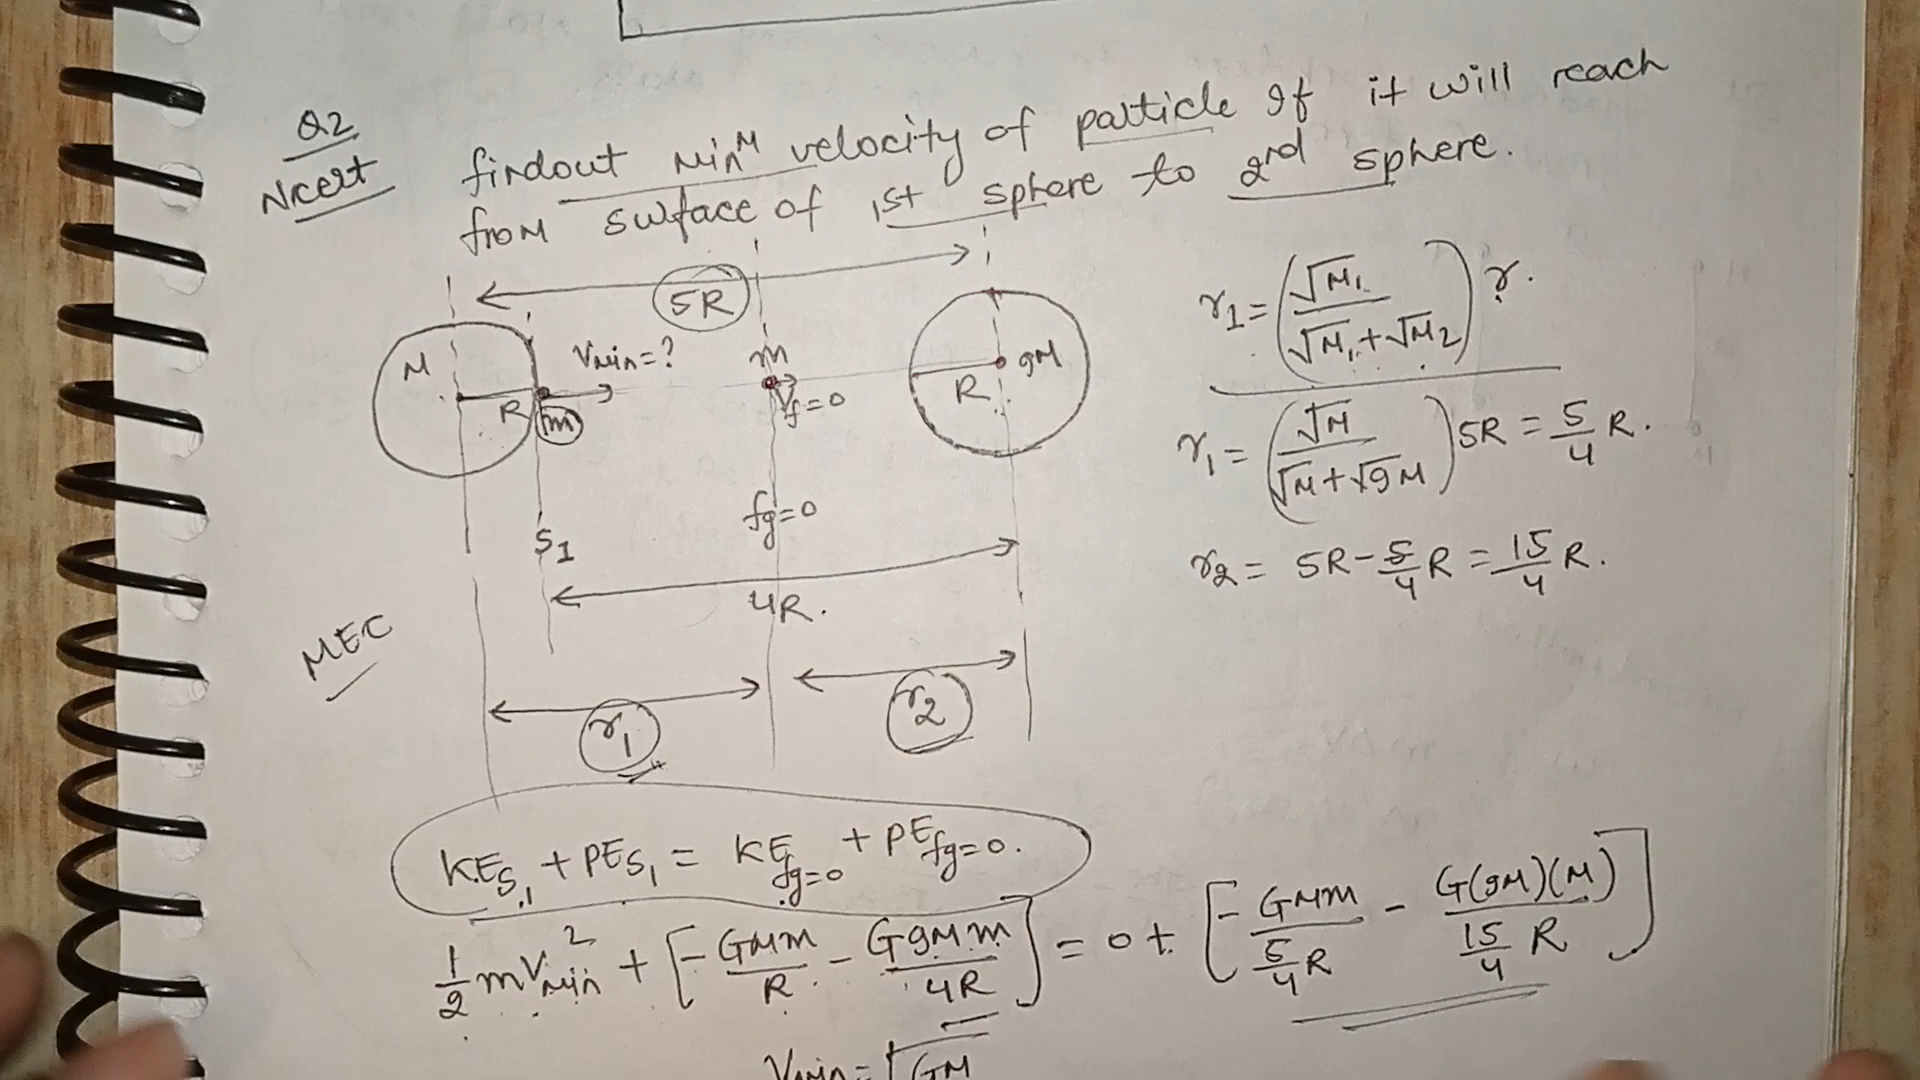 Q2
Ncert
findout minᴹ velocity of particle If it will reach
from surface of 1st sphere to 2nd sphere.
5R
M
R
m
Vmin=?
m
Vf=0
R
9M
fg=0
S1
4R.
MEC
r1
r2
r1 = (√M1 / (√M1+√M2)) r.
r1 = (√M / (√M+√9M)) 5R = 5/4 R.
r2 = 5R - 5/4 R = 15/4 R.
KES1 + PES1 = KEfg=0 + PEfg=0.
1/2 mV²min + [-GMm/R - G9Mm/4R] = 0 + [-GMm/(5/4 R) - G(9M)(M)/(15/4 R)]
Vmin = √GM